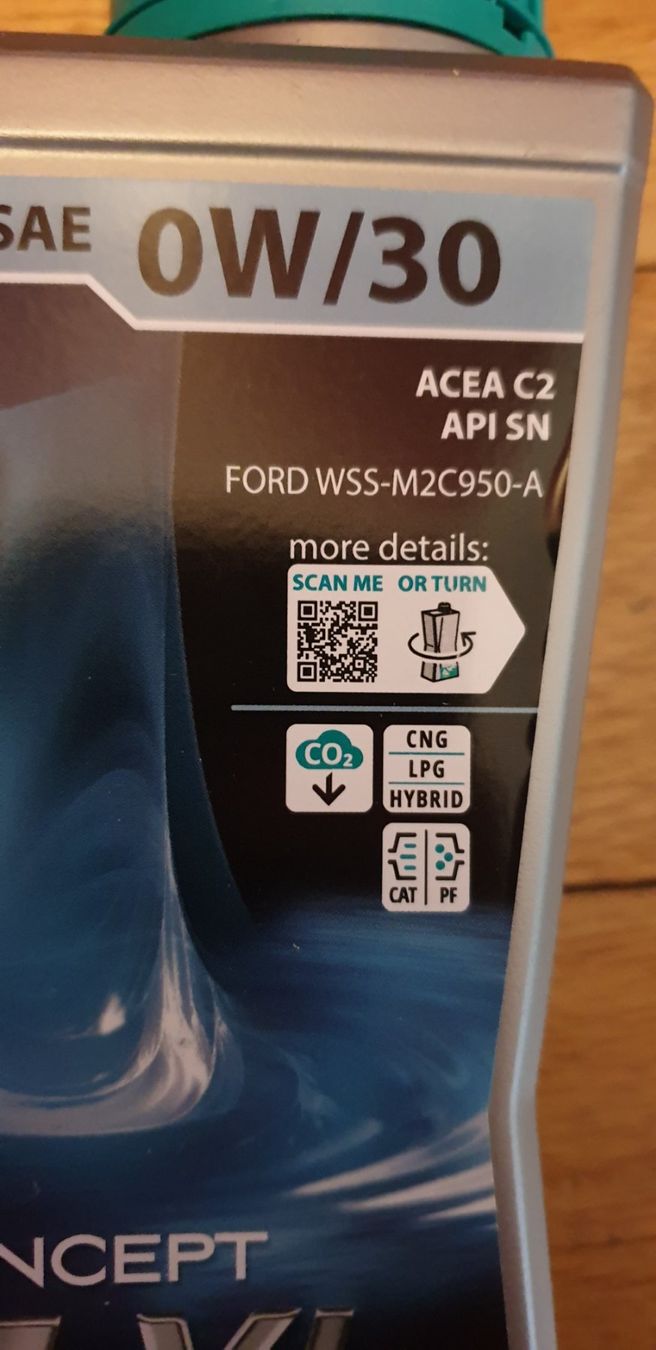 SAE 0W/30
ACEA C2
API SN
FORD WSS-M2C950-A
more details:
SCAN ME OR TURN
CO₂
CNG
LPG
HYBRID
CAT PF
NCEPT